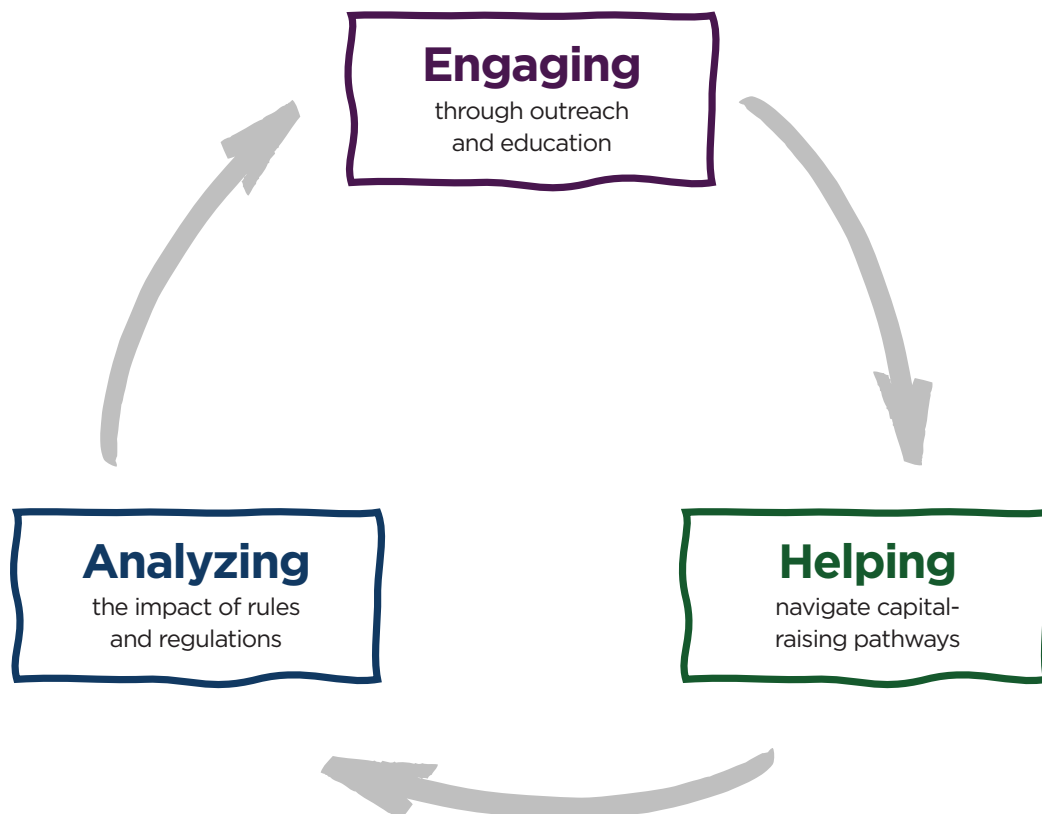 Engaging
through outreach
and education
Analyzing
the impact of rules
and regulations
Helping
navigate capital-
raising pathways